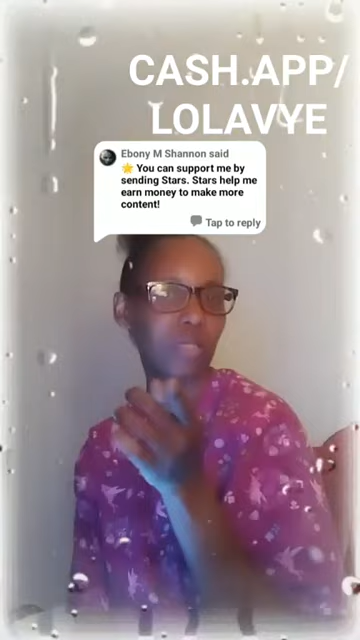 CASH.APP/
LOLAVYE
Ebony M Shannon said
⭐ You can support me by
sending Stars. Stars help me
earn money to make more
content!
Tap to reply